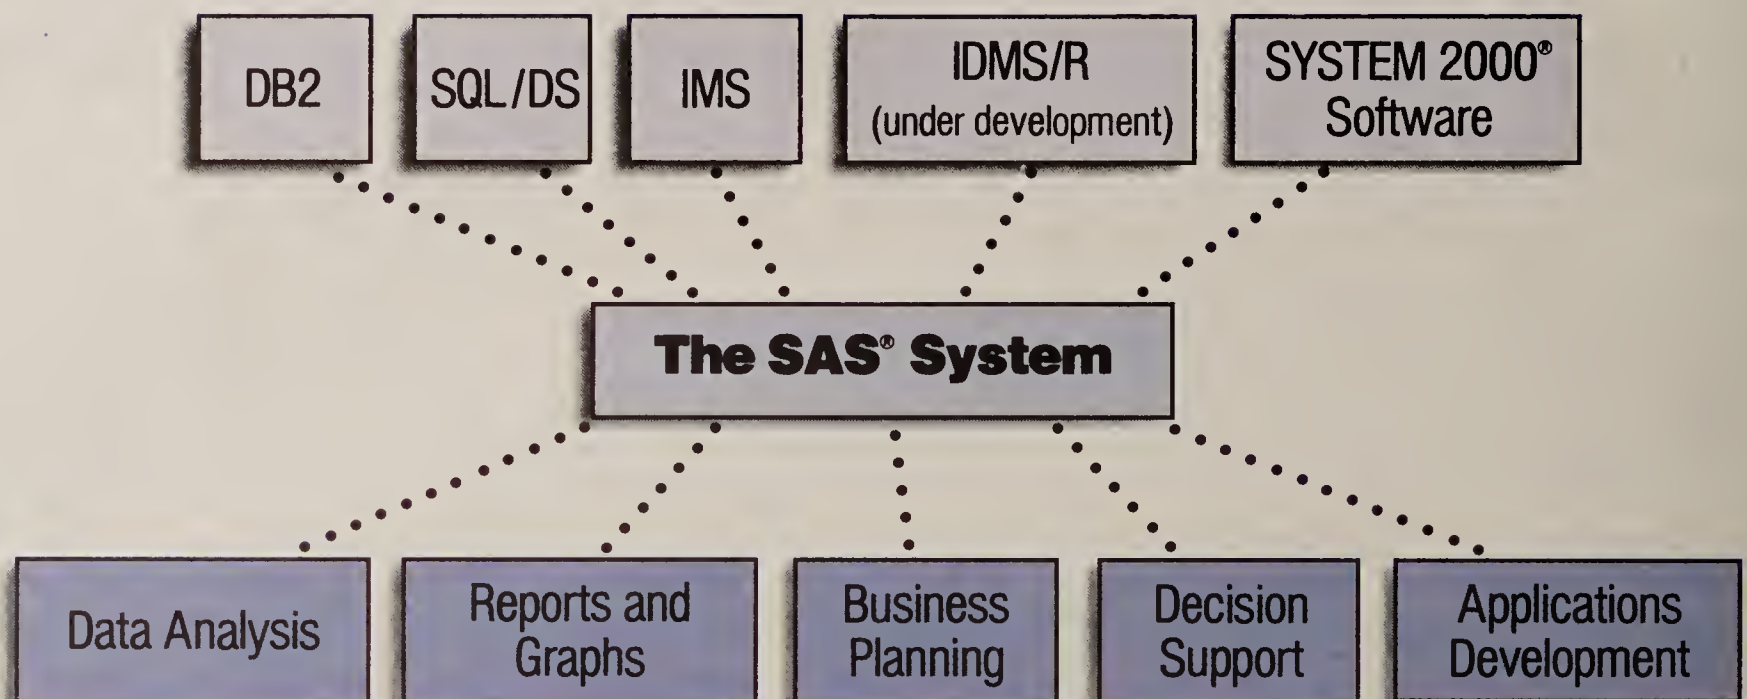 DB2
SQL/DS
IMS
IDMS/R
(under development)
SYSTEM 2000®
Software
The SAS® System
Data Analysis
Reports and
Graphs
Business
Planning
Decision
Support
Applications
Development